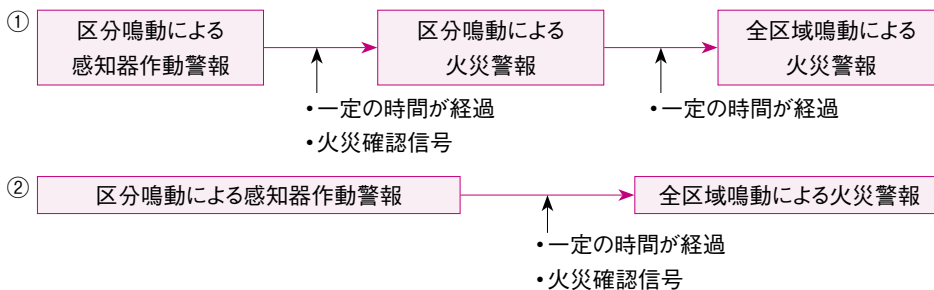 ①
区分鳴動による
感知器作動警報
区分鳴動による
火災警報
全区域鳴動による
火災警報
・一定の時間が経過
・火災確認信号
・一定の時間が経過
②
区分鳴動による感知器作動警報
全区域鳴動による火災警報
・一定の時間が経過
・火災確認信号